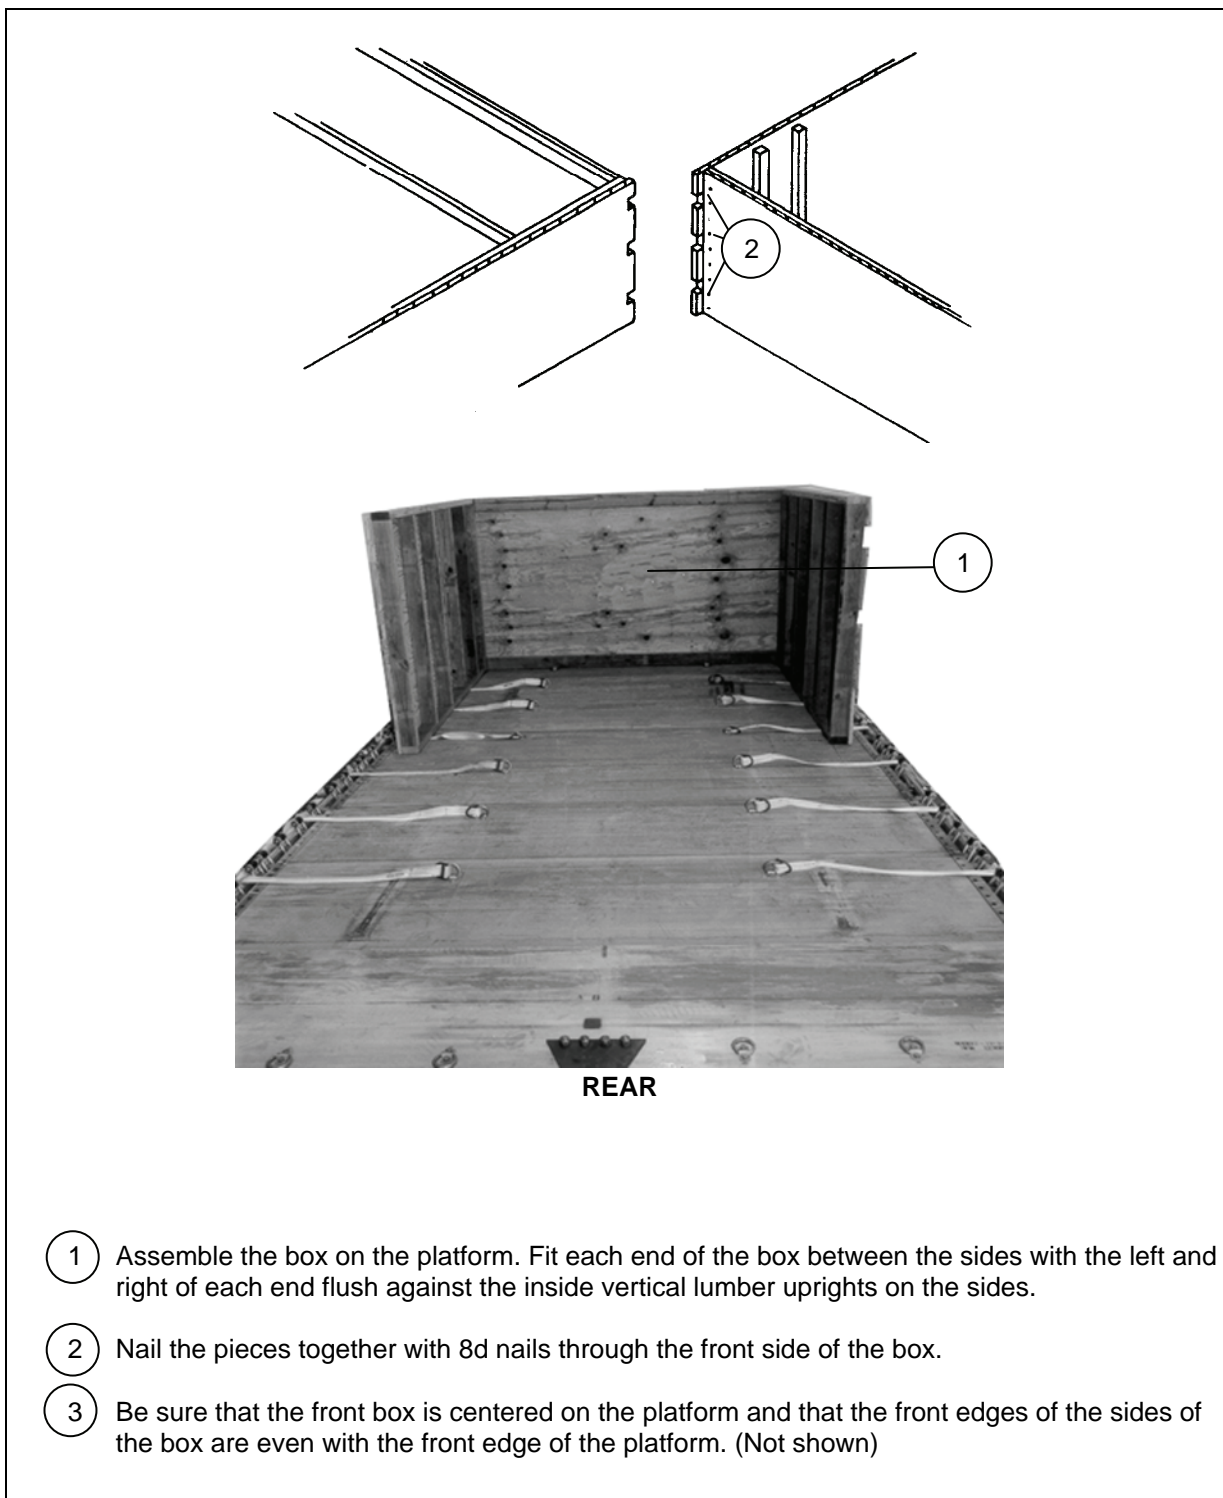 2
1
REAR
1 Assemble the box on the platform. Fit each end of the box between the sides with the left and
right of each end flush against the inside vertical lumber uprights on the sides.
2 Nail the pieces together with 8d nails through the front side of the box.
3 Be sure that the front box is centered on the platform and that the front edges of the sides of
the box are even with the front edge of the platform. (Not shown)